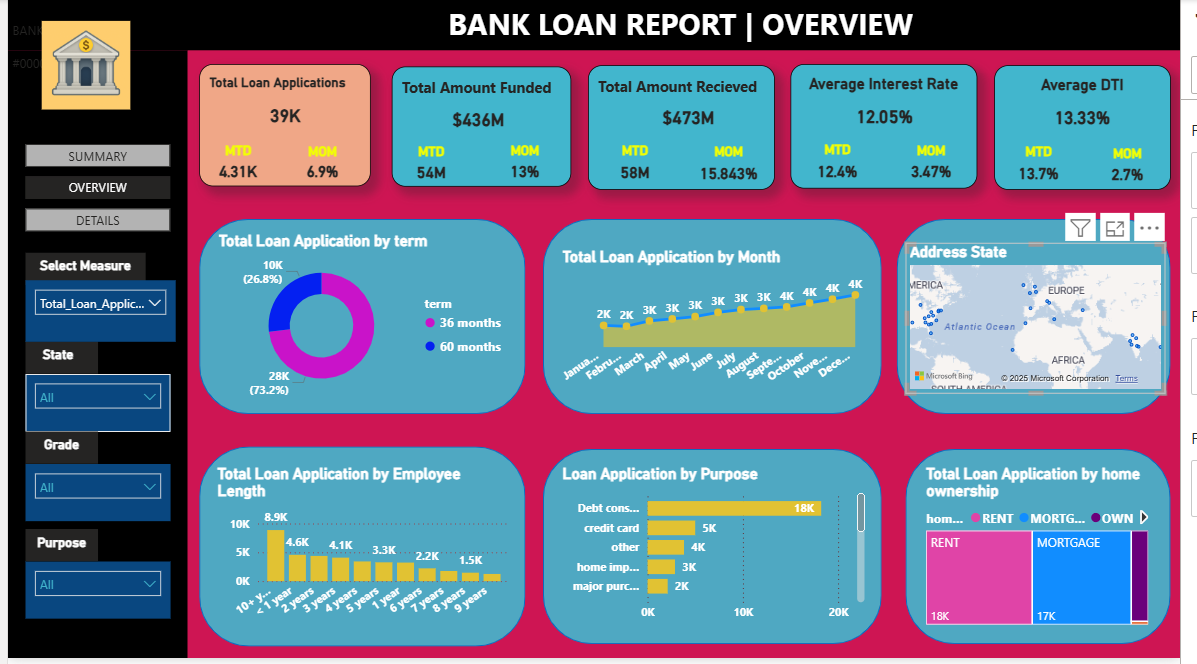 BANK LOAN REPORT | OVERVIEW
BANK
#000
$
SUMMARY
OVERVIEW
DETAILS
Select Measure
Total_Loan_Applic...
State
All
Grade
All
Purpose
All
Total Loan Applications
39K
MTD MOM
4.31K 6.9%
Total Amount Funded
$436M
MTD MOM
54M 13%
Total Amount Recieved
$473M
MTD MOM
58M 15.843%
Average Interest Rate
12.05%
MTD MOM
12.4% 3.47%
Average DTI
13.33%
MTD MOM
13.7% 2.7%
Total Loan Application by term
10K
(26.8%)
28K
(73.2%)
term
36 months
60 months
Total Loan Application by Month
2K 2K 3K 3K 3K 3K 3K 3K 4K 4K 4K 4K
Janua... Febru... March April May June July August Septe... October Nove... Dece...
Address State
MERICA
EUROPE
Atlantic Ocean
AFRICA
SOUTH AMERICA
Microsoft Bing
© 2025 Microsoft Corporation Terms
Total Loan Application by Employee
Length
10K
5K
0K
8.9K 4.6K 4.1K 3.3K 2.2K 1.5K
10+ y... < 1 year 2 years 3 years 4 years 5 years 1 year 6 years 7 years 8 years 9 years
Loan Application by Purpose
Debt cons... 18K
credit card 5K
other 4K
home imp... 3K
major purc... 2K
0K 10K 20K
Total Loan Application by home
ownership
hom... RENT MORTG... OWN
RENT MORTGAGE
18K 17K